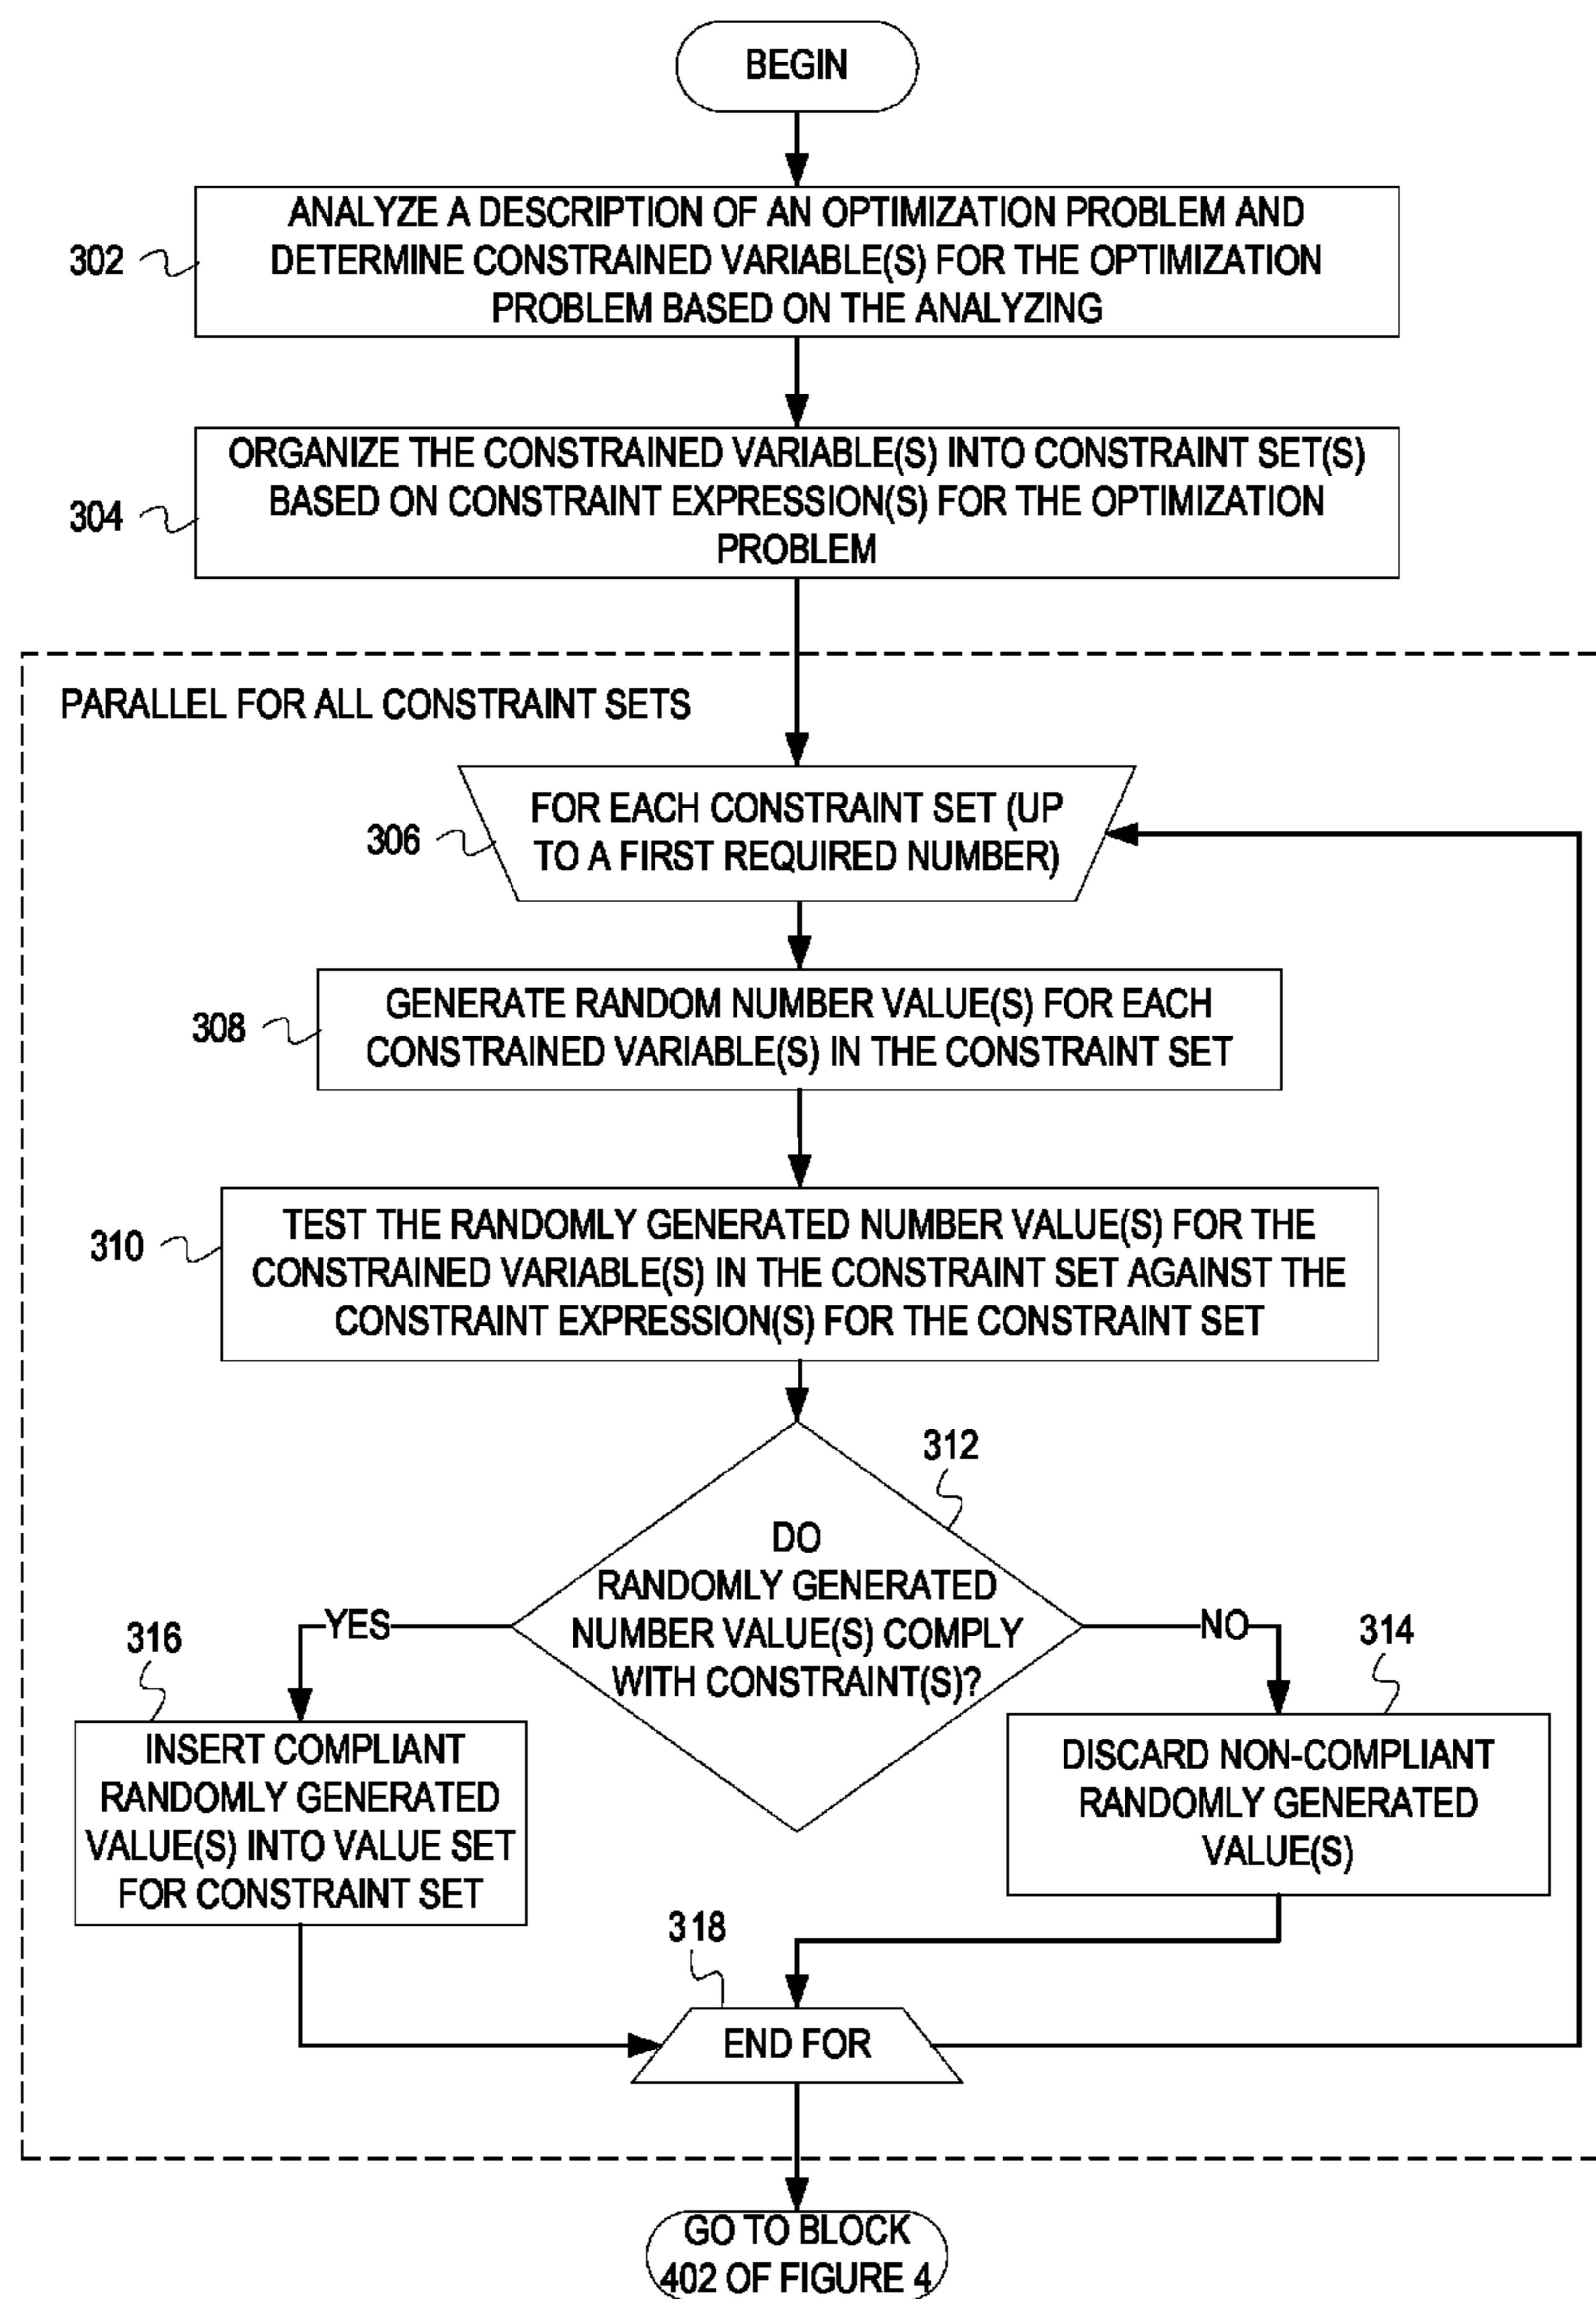 BEGIN
302
ANALYZE A DESCRIPTION OF AN OPTIMIZATION PROBLEM AND
DETERMINE CONSTRAINED VARIABLE(S) FOR THE OPTIMIZATION
PROBLEM BASED ON THE ANALYZING
304
ORGANIZE THE CONSTRAINED VARIABLE(S) INTO CONSTRAINT SET(S)
BASED ON CONSTRAINT EXPRESSION(S) FOR THE OPTIMIZATION
PROBLEM
PARALLEL FOR ALL CONSTRAINT SETS
306
FOR EACH CONSTRAINT SET (UP
TO A FIRST REQUIRED NUMBER)
308
GENERATE RANDOM NUMBER VALUE(S) FOR EACH
CONSTRAINED VARIABLE(S) IN THE CONSTRAINT SET
310
TEST THE RANDOMLY GENERATED NUMBER VALUE(S) FOR THE
CONSTRAINED VARIABLE(S) IN THE CONSTRAINT SET AGAINST THE
CONSTRAINT EXPRESSION(S) FOR THE CONSTRAINT SET
312
DO
RANDOMLY GENERATED
NUMBER VALUE(S) COMPLY
WITH CONSTRAINT(S)?
YES
NO
316
INSERT COMPLIANT
RANDOMLY GENERATED
VALUE(S) INTO VALUE SET
FOR CONSTRAINT SET
314
DISCARD NON-COMPLIANT
RANDOMLY GENERATED
VALUE(S)
318
END FOR
GO TO BLOCK
402 OF FIGURE 4